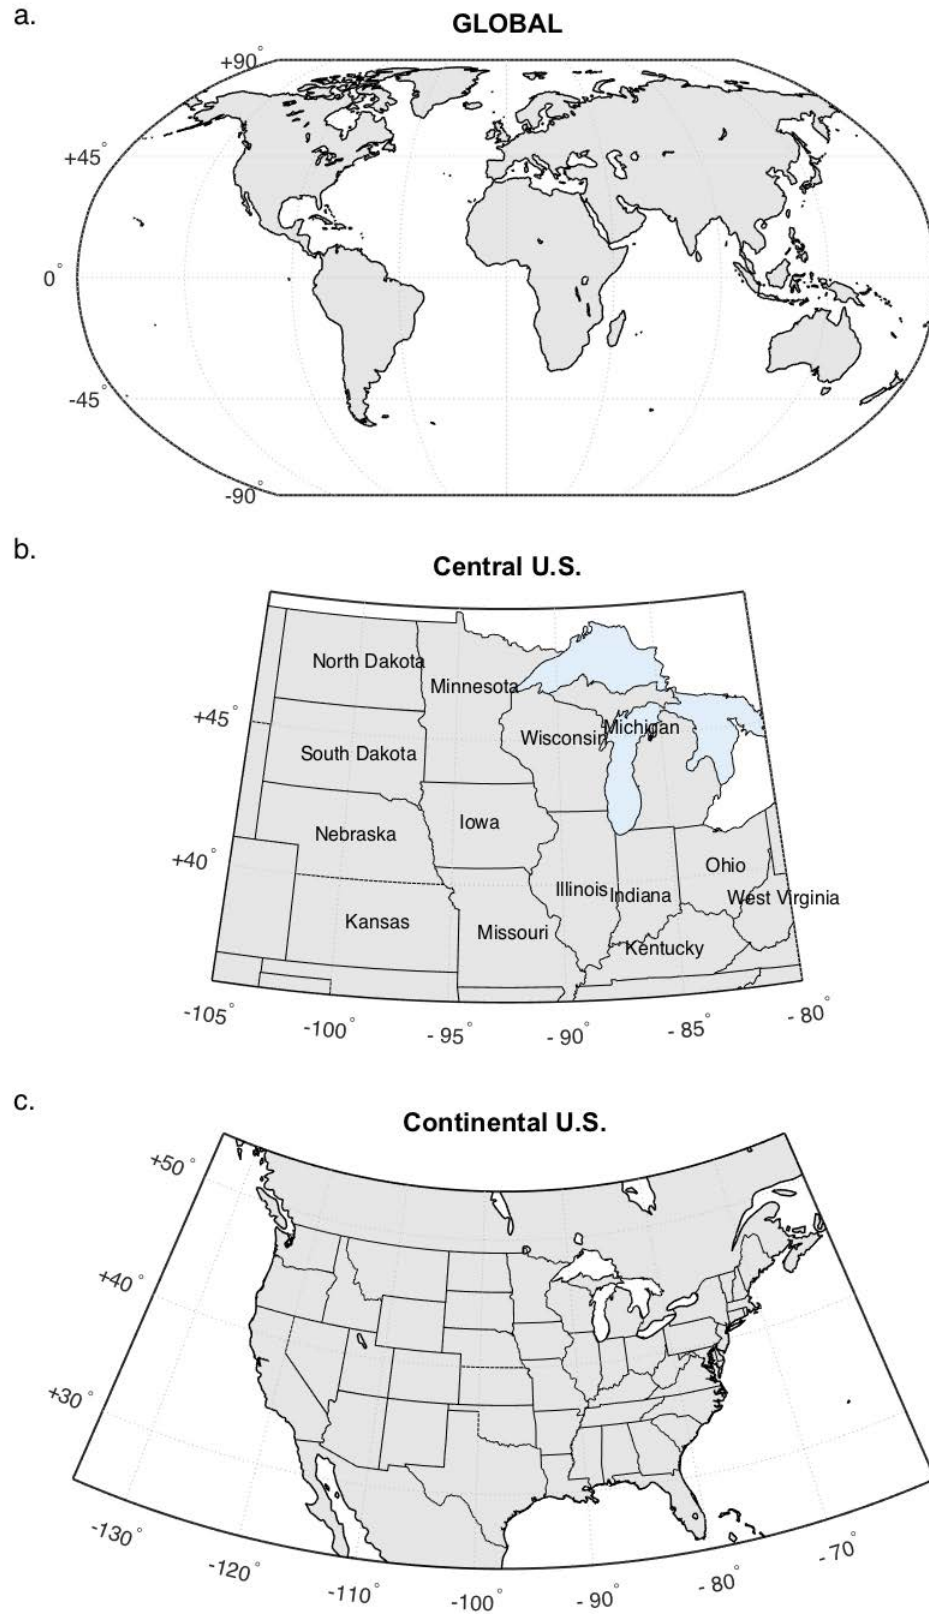 a.
GLOBAL
+90°
+45°
0°
-45°
-90°
b.
Central U.S.
North Dakota
Minnesota
+45°
Wisconsin
Michigan
South Dakota
Iowa
Nebraska
+40°
Ohio
Illinois
Indiana
West Virginia
Kansas
Missouri
Kentucky
-105° -100° - 95° - 90° - 85° - 80°
c.
Continental U.S.
+50°
+40°
+30°
-130° -120° -110° -100° - 90° - 80° - 70°